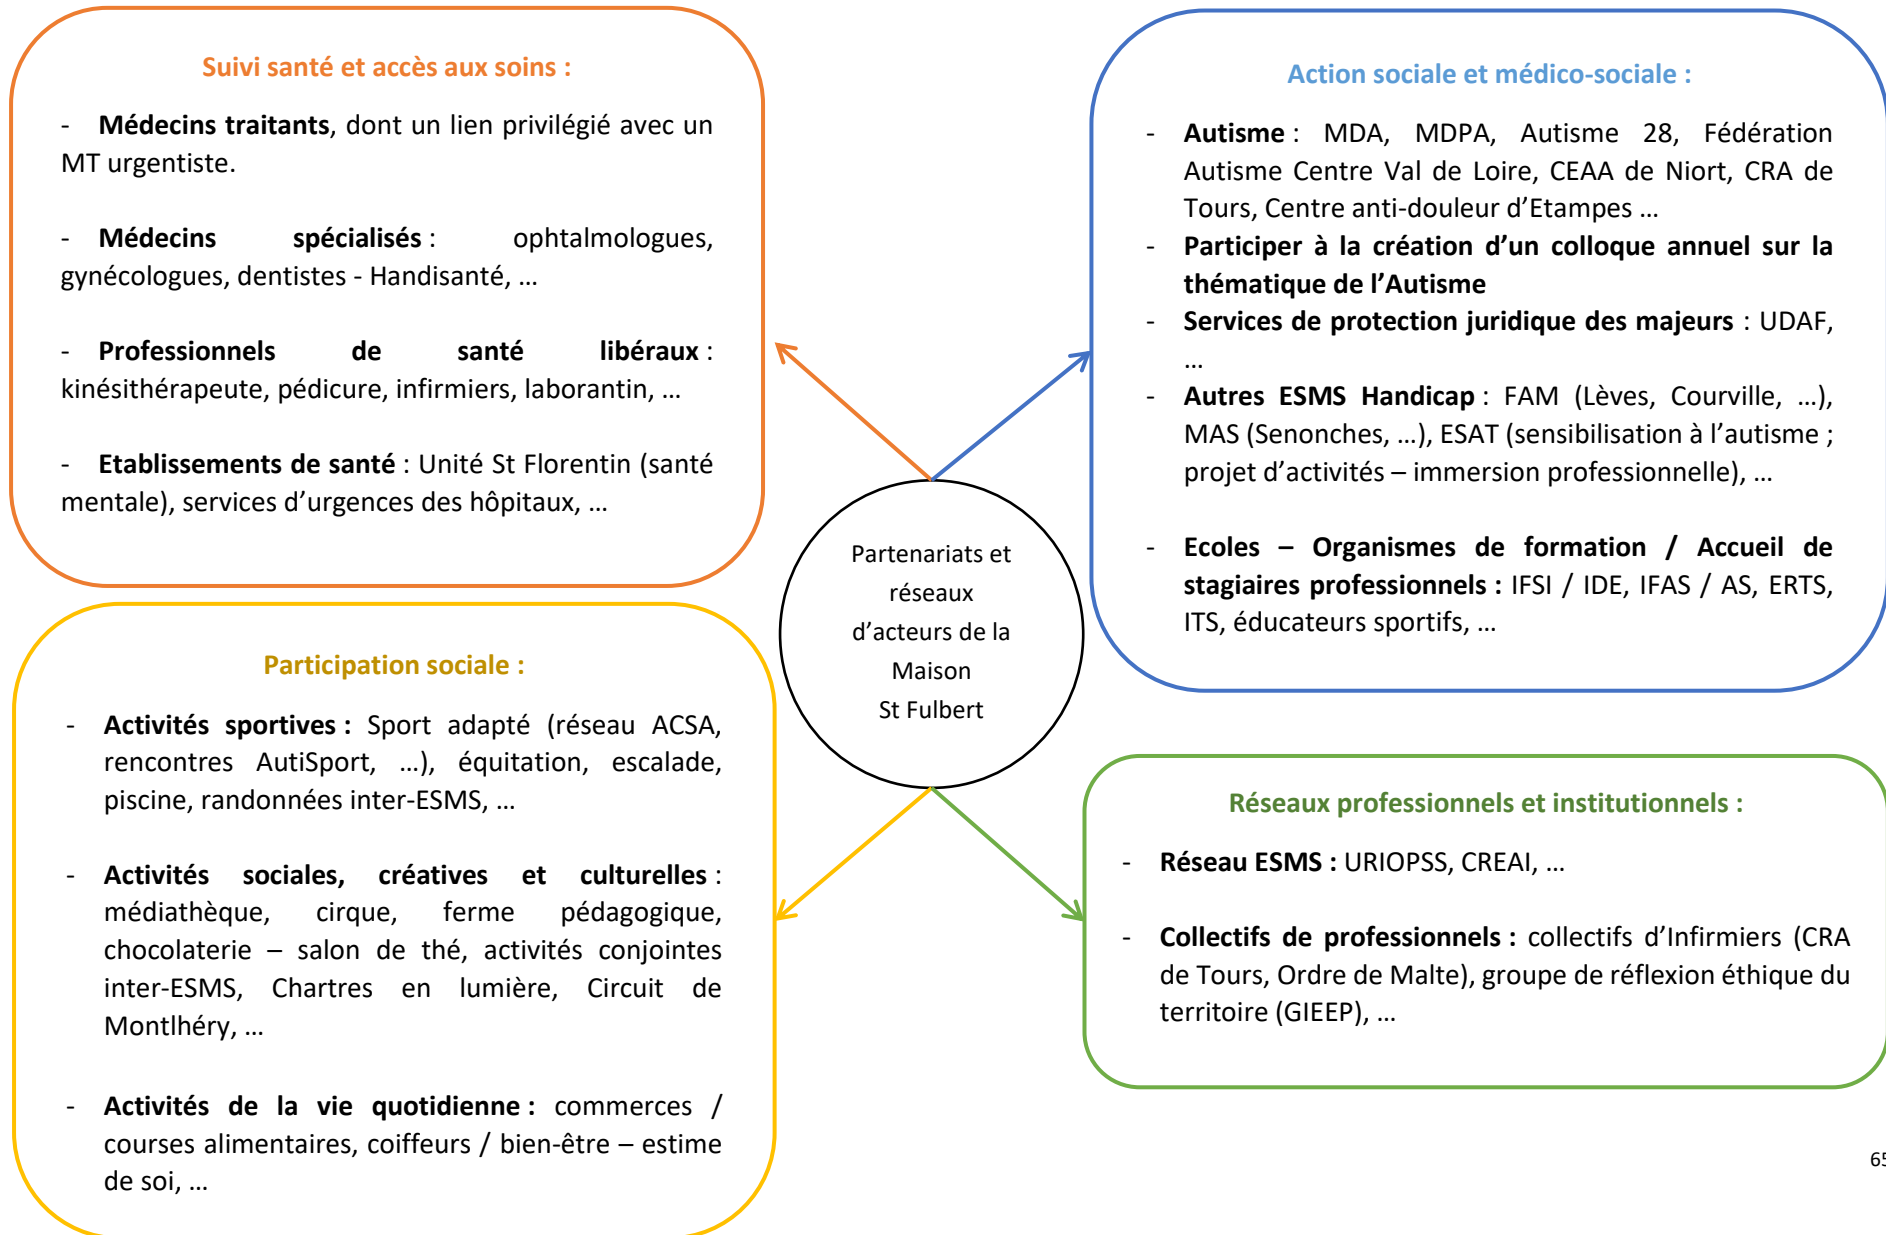 Suivi santé et accès aux soins :
- Médecins traitants, dont un lien privilégié avec un
MT urgentiste.
- Médecins spécialisés : ophtalmologues,
gynécologues, dentistes - Handisanté, …
- Professionnels de santé libéraux :
kinésithérapeute, pédicure, infirmiers, laborantin, …
- Etablissements de santé : Unité St Florentin (santé
mentale), services d’urgences des hôpitaux, …
Action sociale et médico-sociale :
- Autisme : MDA, MDPA, Autisme 28, Fédération
Autisme Centre Val de Loire, CEAA de Niort, CRA de
Tours, Centre anti-douleur d’Etampes …
- Participer à la création d’un colloque annuel sur la
thématique de l’Autisme
- Services de protection juridique des majeurs : UDAF,
…
- Autres ESMS Handicap : FAM (Lèves, Courville, …),
MAS (Senonches, …), ESAT (sensibilisation à l’autisme ;
projet d’activités – immersion professionnelle), …
- Ecoles – Organismes de formation / Accueil de
stagiaires professionnels : IFSI / IDE, IFAS / AS, ERTS,
ITS, éducateurs sportifs, …
Partenariats et
réseaux
d’acteurs de la
Maison
St Fulbert
Participation sociale :
- Activités sportives : Sport adapté (réseau ACSA,
rencontres AutiSport, …), équitation, escalade,
piscine, randonnées inter-ESMS, …
- Activités sociales, créatives et culturelles :
médiathèque, cirque, ferme pédagogique,
chocolaterie – salon de thé, activités conjointes
inter-ESMS, Chartres en lumière, Circuit de
Montlhéry, …
- Activités de la vie quotidienne : commerces /
courses alimentaires, coiffeurs / bien-être – estime
de soi, …
Réseaux professionnels et institutionnels :
- Réseau ESMS : URIOPSS, CREAI, …
- Collectifs de professionnels : collectifs d’Infirmiers (CRA
de Tours, Ordre de Malte), groupe de réflexion éthique du
territoire (GIEEP), …
65